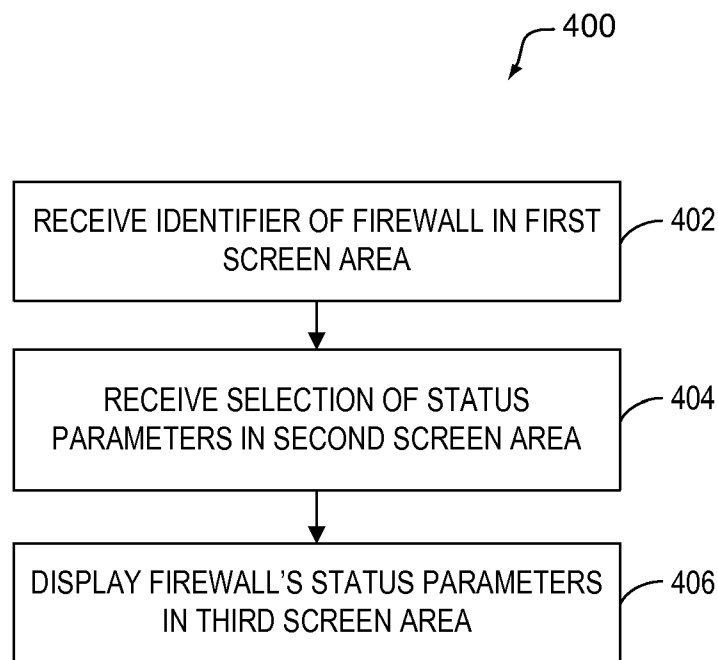 400
RECEIVE IDENTIFIER OF FIREWALL IN FIRST
SCREEN AREA
402
RECEIVE SELECTION OF STATUS
PARAMETERS IN SECOND SCREEN AREA
404
DISPLAY FIREWALL'S STATUS PARAMETERS
IN THIRD SCREEN AREA
406